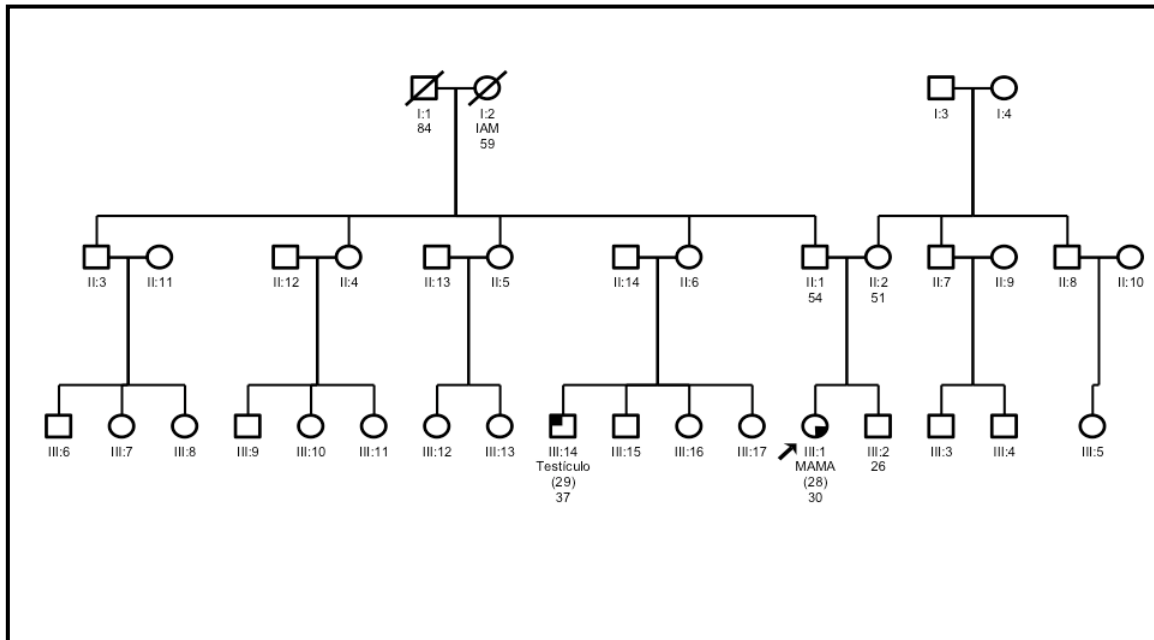 I:1
84
I:2
IAM
59
I:3
I:4
II:3
II:11
II:12
II:4
II:13
II:5
II:14
II:6
II:1
54
II:2
51
II:7
II:9
II:8
II:10
III:6
III:7
III:8
III:9
III:10
III:11
III:12
III:13
III:14
Testículo
(29)
37
III:15
III:16
III:17
III:1
MAMA
(28)
30
III:2
26
III:3
III:4
III:5